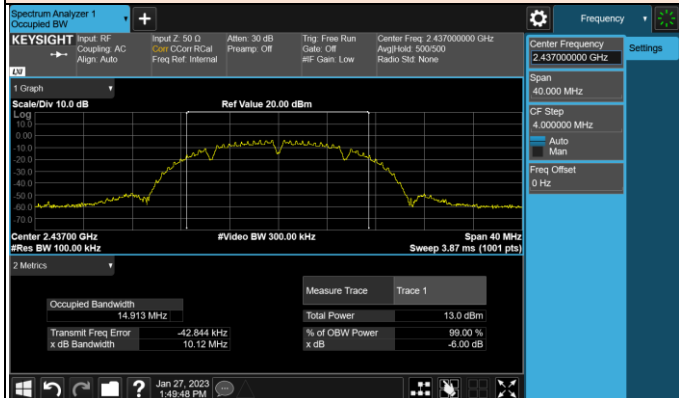 Spectrum Analyzer 1
Occupied BW
+
Frequency
KEYSIGHT
Input: RF
Coupling: AC
Align: Auto
Input Z: 50 Ω
Corr CCorr RCal
Freq Ref: Internal
Atten: 30 dB
Preamp: Off
Trig: Free Run
Gate: Off
#IF Gain: Low
Center Freq: 2.437000000 GHz
Avg|Hold: 500/500
Radio Std: None
LXI
Center Frequency
2.437000000 GHz
Settings
Span
40.000 MHz
CF Step
4.000000 MHz
Auto
Man
Freq Offset
0 Hz
1 Graph
Scale/Div 10.0 dB
Ref Value 20.00 dBm
Log
10.0
0.00
-10.0
-20.0
-30.0
-40.0
-50.0
-60.0
-70.0
Center 2.43700 GHz
#Video BW 300.00 kHz
Span 40 MHz
#Res BW 100.00 kHz
Sweep 3.87 ms (1001 pts)
2 Metrics
Measure Trace
Trace 1
Occupied Bandwidth
14.913 MHz
Total Power
13.0 dBm
Transmit Freq Error
-42.844 kHz
% of OBW Power
99.00 %
x dB Bandwidth
10.12 MHz
x dB
-6.00 dB
?
Jan 27, 2023
1:49:48 PM